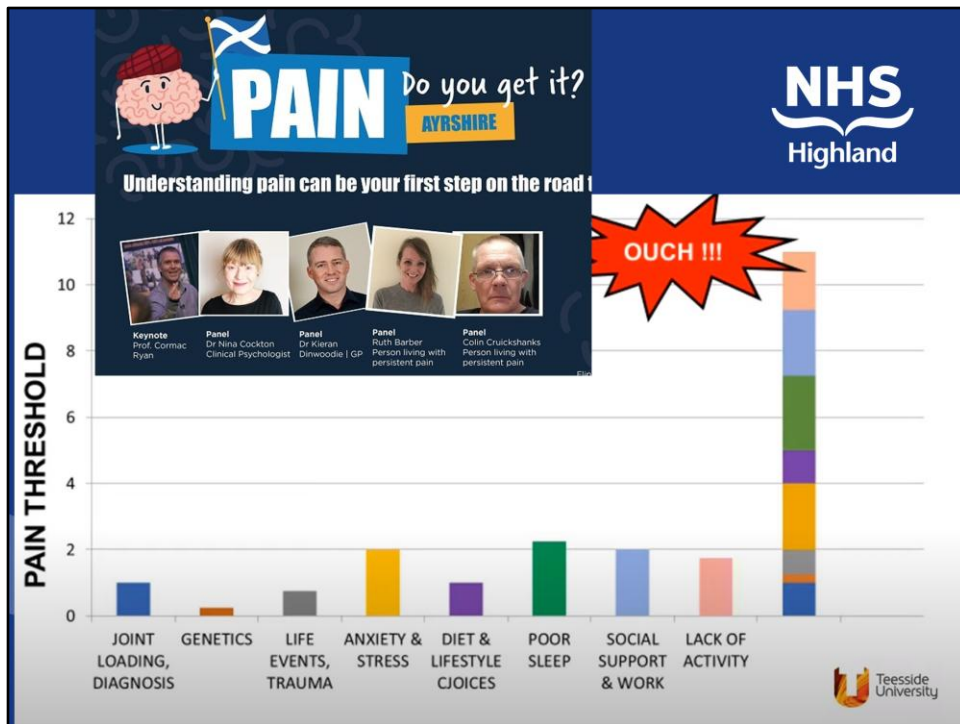 PAIN
Do you get it?
AYRSHIRE
Understanding pain can be your first step on the road
NHS
Highland
Keynote
Prof. Cormac
Ryan
Panel
Dr Nina Cockton
Clinical Psychologist
Panel
Dr Kieran
Dinwoodie | GP
Panel
Ruth Barber
Person living with
persistent pain
Panel
Colin Cruickshanks
Person living with
persistent pain
OUCH !!!
PAIN THRESHOLD
12
10
8
6
4
2
0
JOINT
LOADING,
DIAGNOSIS
GENETICS
LIFE
EVENTS,
TRAUMA
ANXIETY &
STRESS
DIET &
LIFESTYLE
CJOICES
POOR
SLEEP
SOCIAL
SUPPORT
& WORK
LACK OF
ACTIVITY
Teesside
University